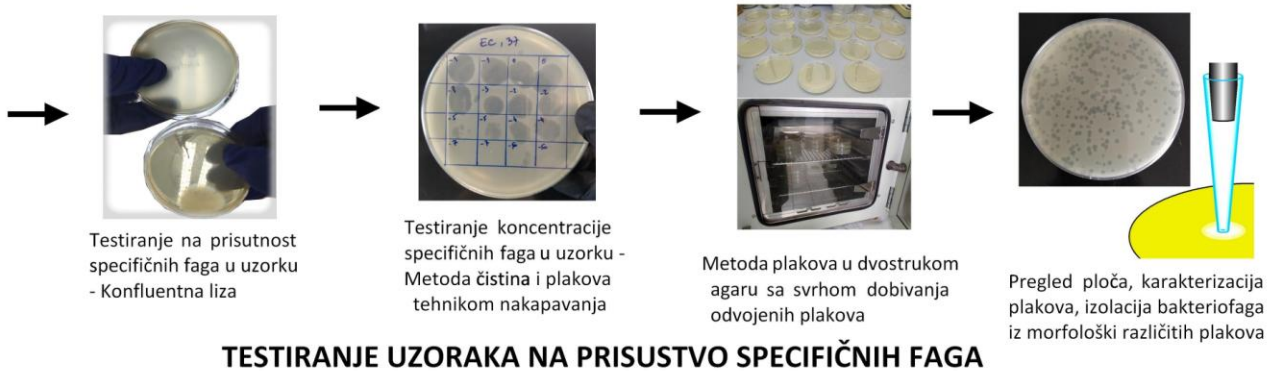 EC, 37
Testiranje na prisutnost
specifičnih faga u uzorku
- Konfluentna liza
Testiranje koncentracije
specifičnih faga u uzorku -
Metoda čistina i plakova
tehnikom nakapavanja
Metoda plakova u dvostrukom
agaru sa svrhom dobivanja
odvojenih plakova
Pregled ploča, karakterizacija
plakova, izolacija bakteriofaga
iz morfološki različitih plakova
TESTIRANJE UZORAKA NA PRISUSTVO SPECIFIČNIH FAGA